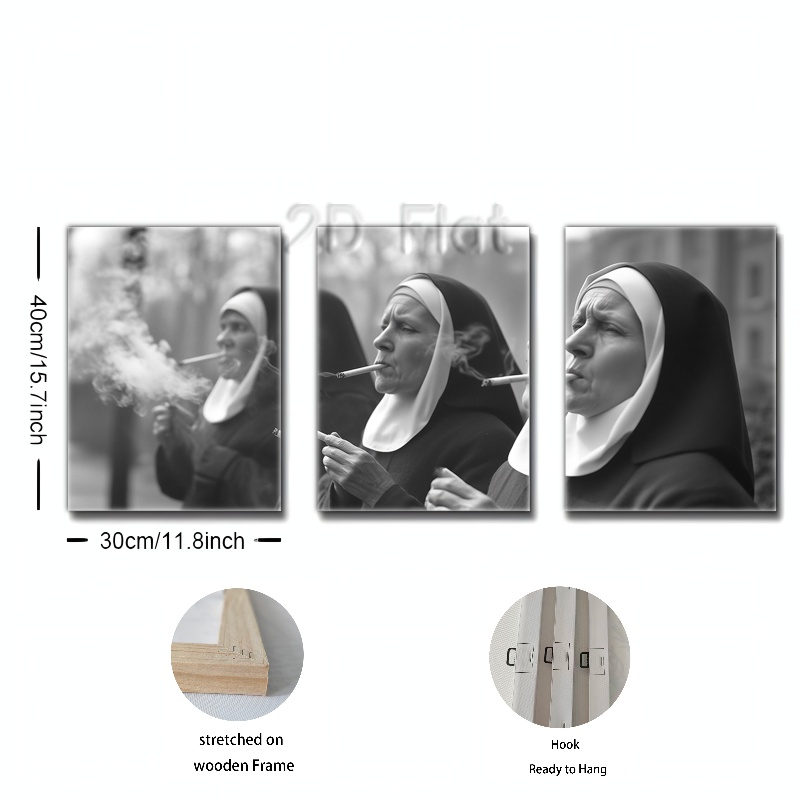 2D Flat
40cm/15.7inch
30cm/11.8inch
stretched on
wooden Frame
Hook
Ready to Hang